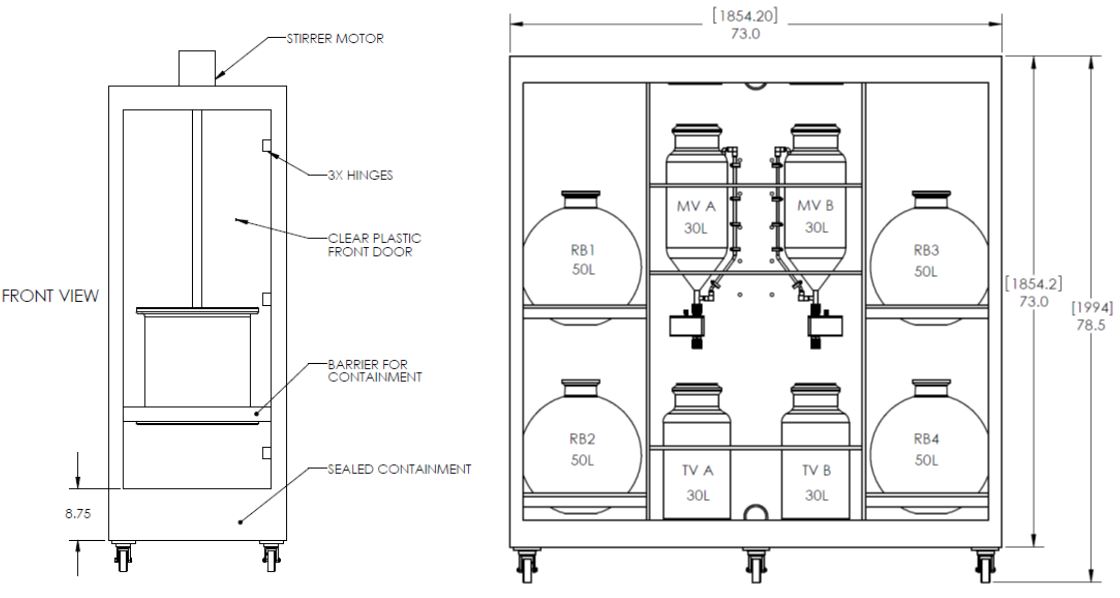 STIRRER MOTOR
3X HINGES
CLEAR PLASTIC
FRONT DOOR
FRONT VIEW
BARRIER FOR
CONTAINMENT
SEALED CONTAINMENT
8.75
[1854.20]
73.0
MV A
30L
MV B
30L
RB1
50L
RB3
50L
[1854.2]
73.0
[1994]
78.5
RB2
50L
RB4
50L
TV A
30L
TV B
30L